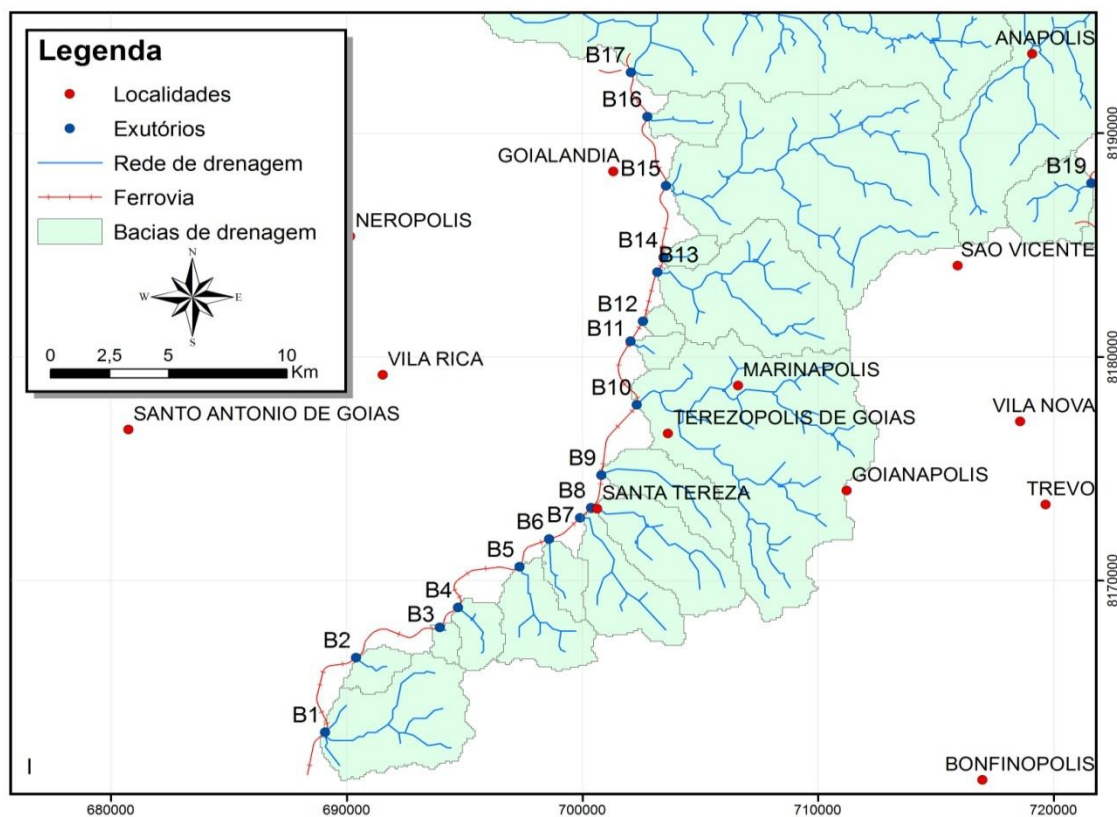 Legenda
Localidades
Exutórios
Rede de drenagem
Ferrovia
Bacias de drenagem
N
W E
S
0 2,5 5 10
Km
ANAPOLIS
B17
B16
8190000
GOIALANDIA
B15
B19
NEROPOLIS
B14
B13
SAO VICENTE
B12
B11
8180000
VILA RICA
MARINAPOLIS
B10
SANTO ANTONIO DE GOIAS
TEREZOPOLIS DE GOIAS
VILA NOVA
B9
GOIANAPOLIS
B8
SANTA TEREZA
TREVO
B7
B6
B5
8170000
B4
B3
B2
B1
BONFINOPOLIS
I
680000 690000 700000 710000 720000